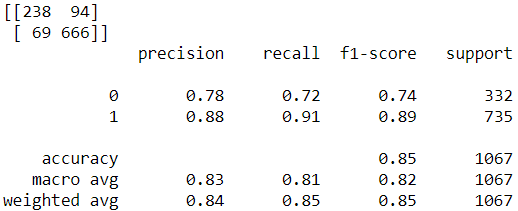 [[238 94]
[ 69 666]]
precision recall f1-score support
0 0.78 0.72 0.74 332
1 0.88 0.91 0.89 735
accuracy 0.85 1067
macro avg 0.83 0.81 0.82 1067
weighted avg 0.84 0.85 0.85 1067